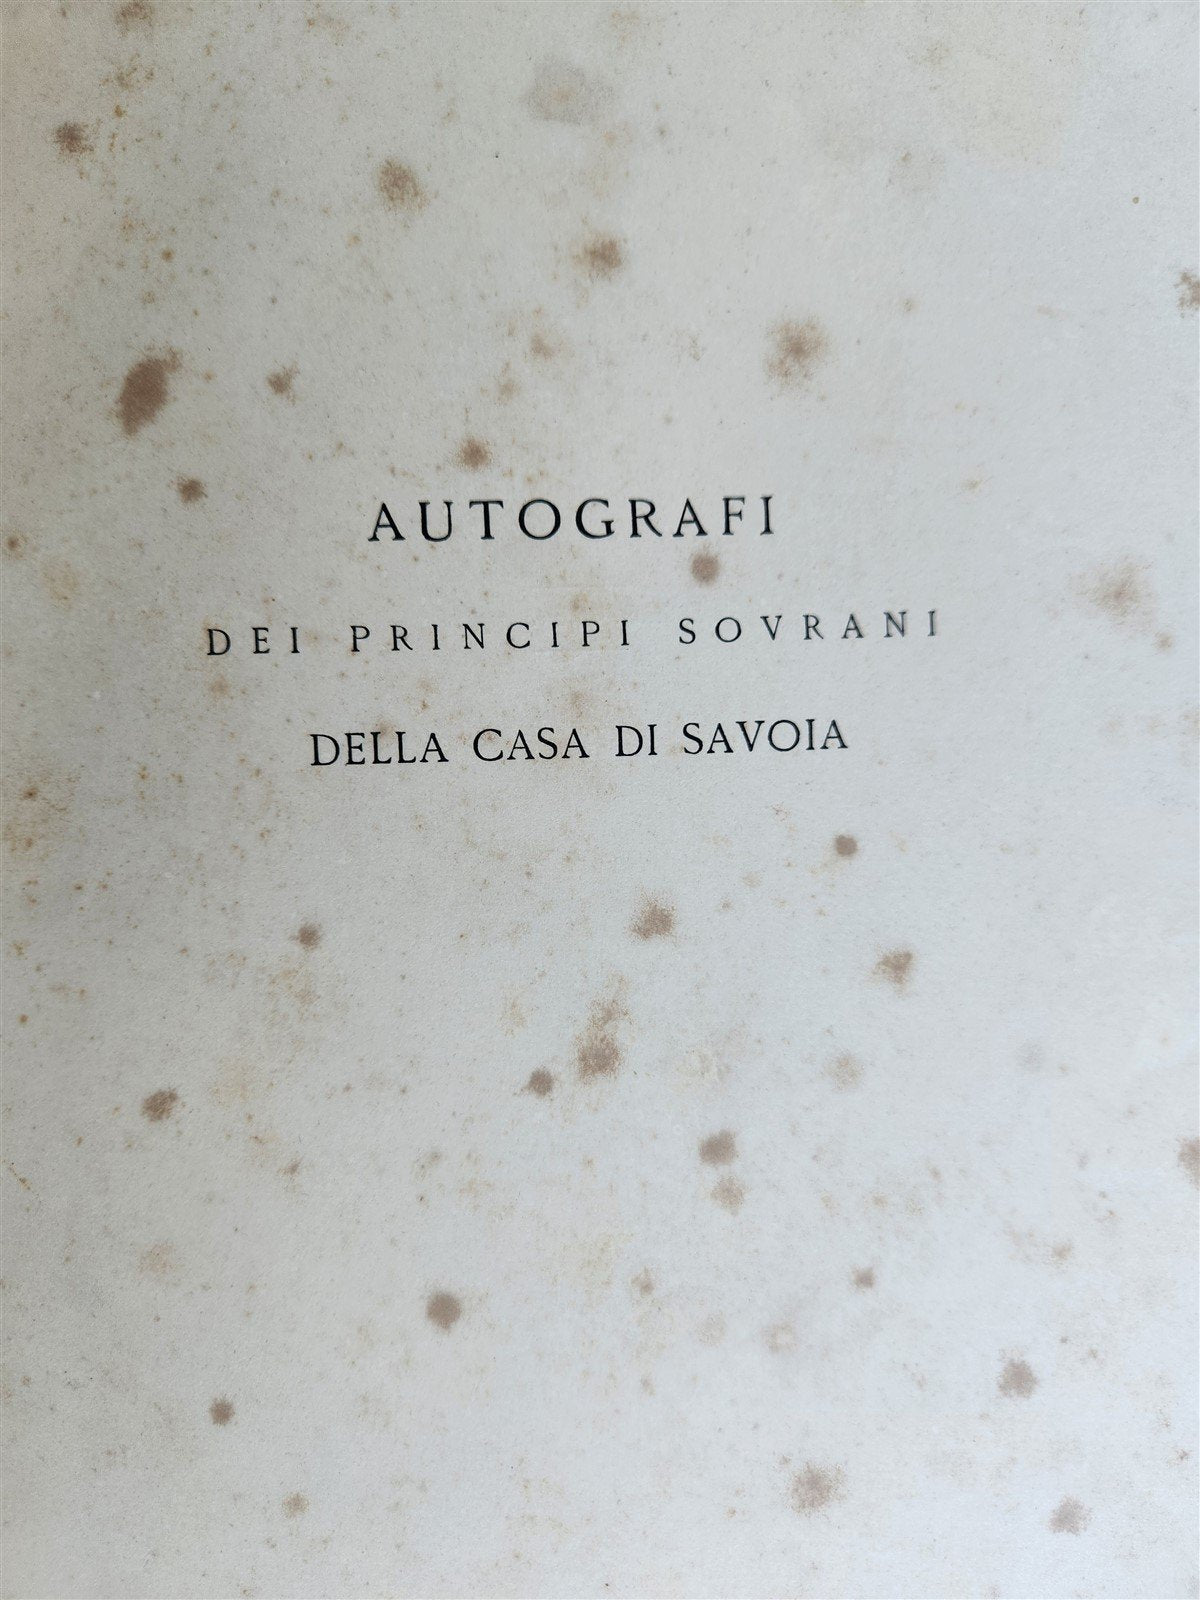 AUTOGRAFI
DEI PRINCIPI SOVRANI
DELLA CASA DI SAVOIA